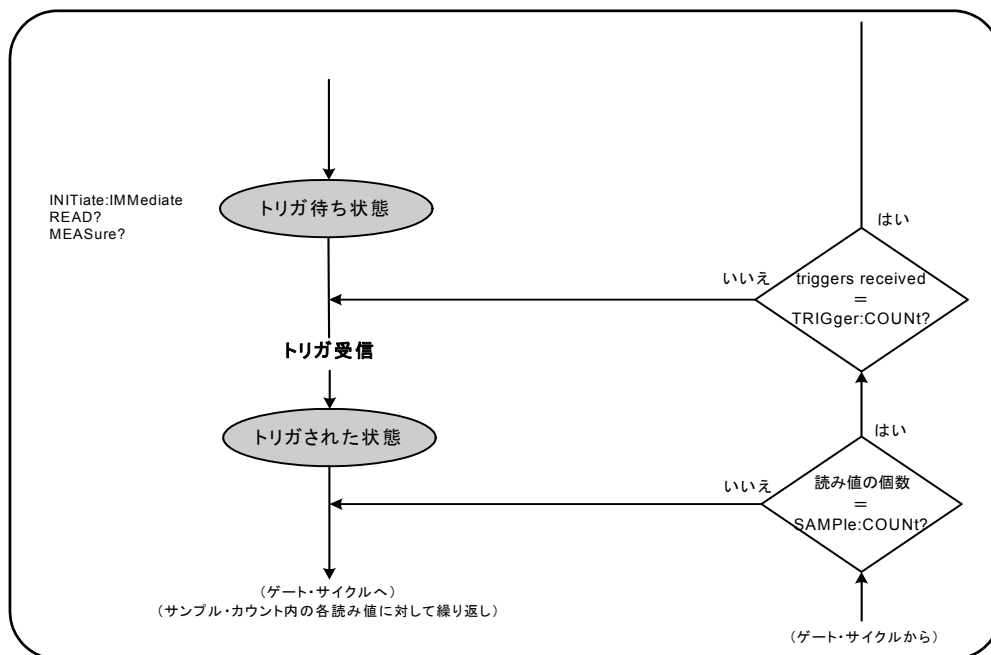 INITiate:IMMediate
READ?
MEASure?
トリガ待ち状態
はい
いいえ
triggers received
＝
TRIGger:COUNt?
トリガ受信
トリガされた状態
はい
いいえ
読み値の個数
＝
SAMPle:COUNt?
（ゲート・サイクルへ）
（サンプル・カウント内の各読み値に対して繰り返し）
（ゲート・サイクルから）